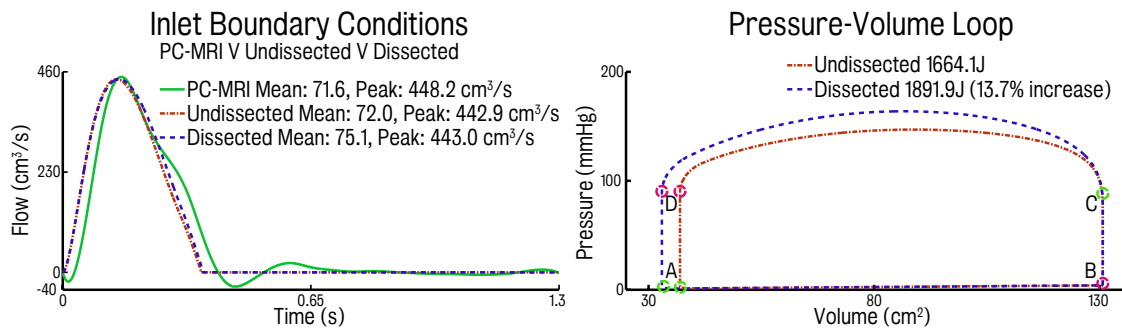 Inlet Boundary Conditions
PC-MRI V Undissected V Dissected
460
PC-MRI Mean: 71.6, Peak: 448.2 cm³/s
Undissected Mean: 72.0, Peak: 442.9 cm³/s
Dissected Mean: 75.1, Peak: 443.0 cm³/s
230
0
-40
Flow (cm³/s)
0
0.65
1.3
Time (s)
Pressure-Volume Loop
Undissected 1664.1J
Dissected 1891.9J (13.7% increase)
200
100
0
Pressure (mmHg)
D
C
A
B
30
80
130
Volume (cm²)